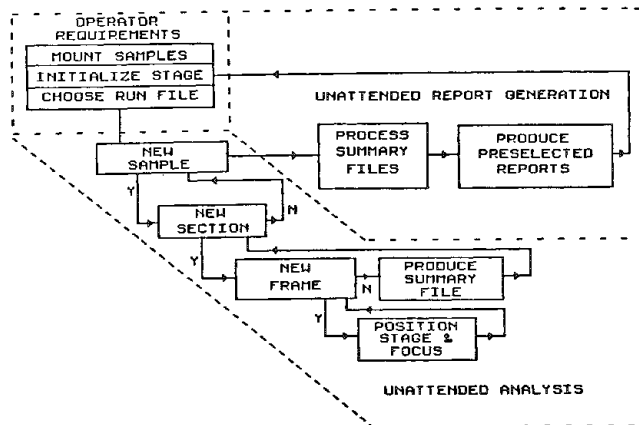 OPERATOR
REQUIREMENTS
MOUNT SAMPLES
INITIALIZE STAGE
CHOOSE RUN FILE
UNATTENDED REPORT GENERATION
NEW
SAMPLE
PROCESS
SUMMARY
FILES
PRODUCE
PRESELECTED
REPORTS
Y
N
NEW
SECTION
Y
NEW
FRAME
N
PRODUCE
SUMMARY
FILE
Y
POSITION
STAGE &
FOCUS
UNATTENDED ANALYSIS